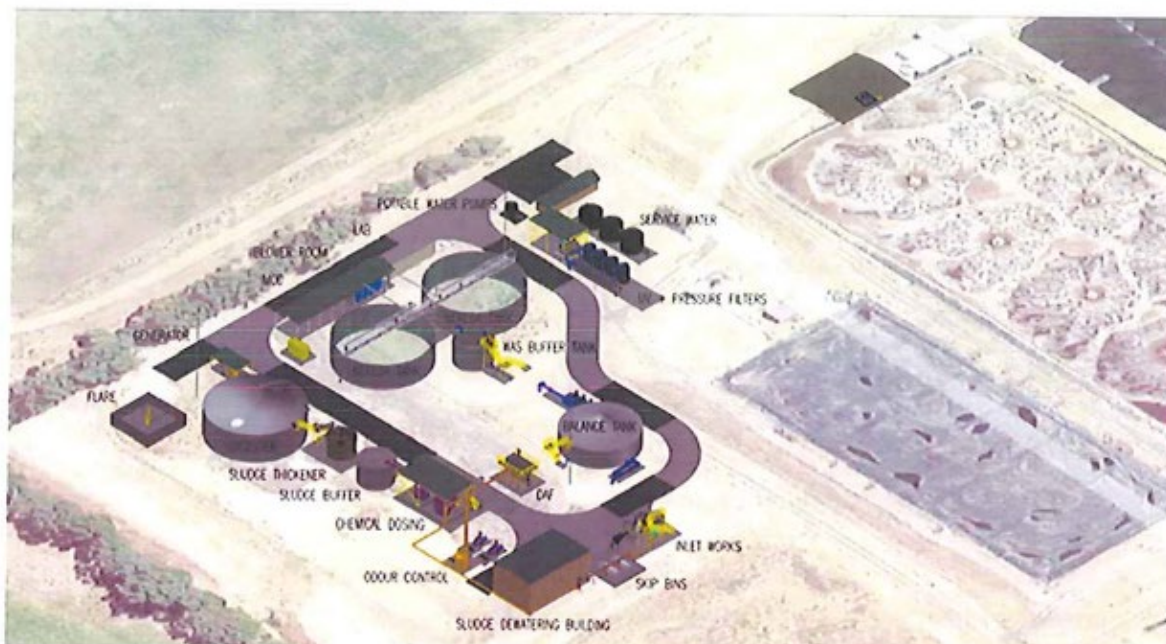 POTABLE WATER PUMPS
SERVICE WATER
LAB
BLOWER ROOM
MCC
UV + PRESSURE FILTERS
GENERATOR
WAS BUFFER TANK
FLARE
BALANCE TANK
SLUDGE THICKENER
SLUDGE BUFFER
DAF
CHEMICAL DOSING
INLET WORKS
ODOUR CONTROL
SKIP BINS
SLUDGE DEWATERING BUILDING